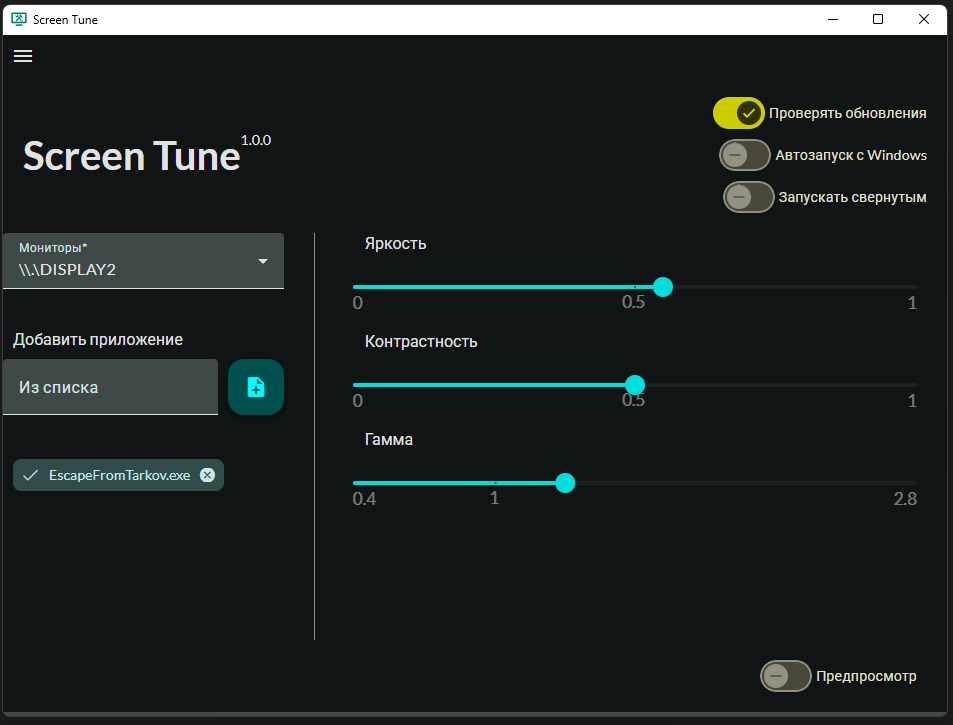 Screen Tune
Проверять обновления
Screen Tune 1.0.0
Автозапуск с Windows
Запускать свернутым
Мониторы*
\\.\DISPLAY2
Добавить приложение
Из списка
EscapeFromTarkov.exe
Яркость
0 0.5 1
Контрастность
0 0.5 1
Гамма
0.4 1 2.8
Предпросмотр